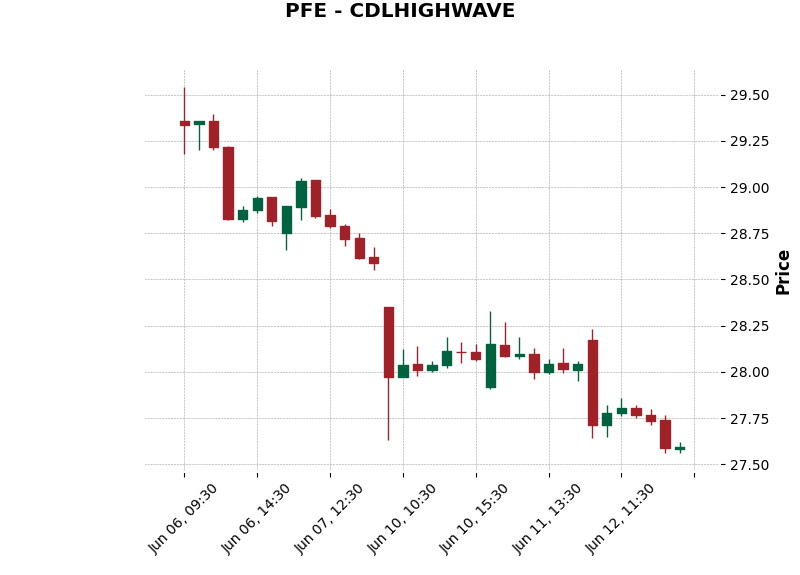 PFE - CDLHIGHWAVE
29.50
29.25
29.00
28.75
28.50
28.25
28.00
27.75
27.50
Price
Jun 06, 09:30
Jun 06, 14:30
Jun 07, 12:30
Jun 10, 10:30
Jun 10, 15:30
Jun 11, 13:30
Jun 12, 11:30